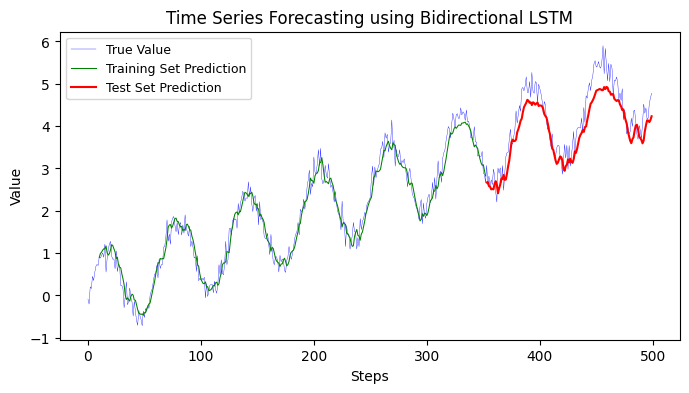 Time Series Forecasting using Bidirectional LSTM
True Value
Training Set Prediction
Test Set Prediction
Value
6
5
4
3
2
1
0
−1
0 100 200 300 400 500
Steps